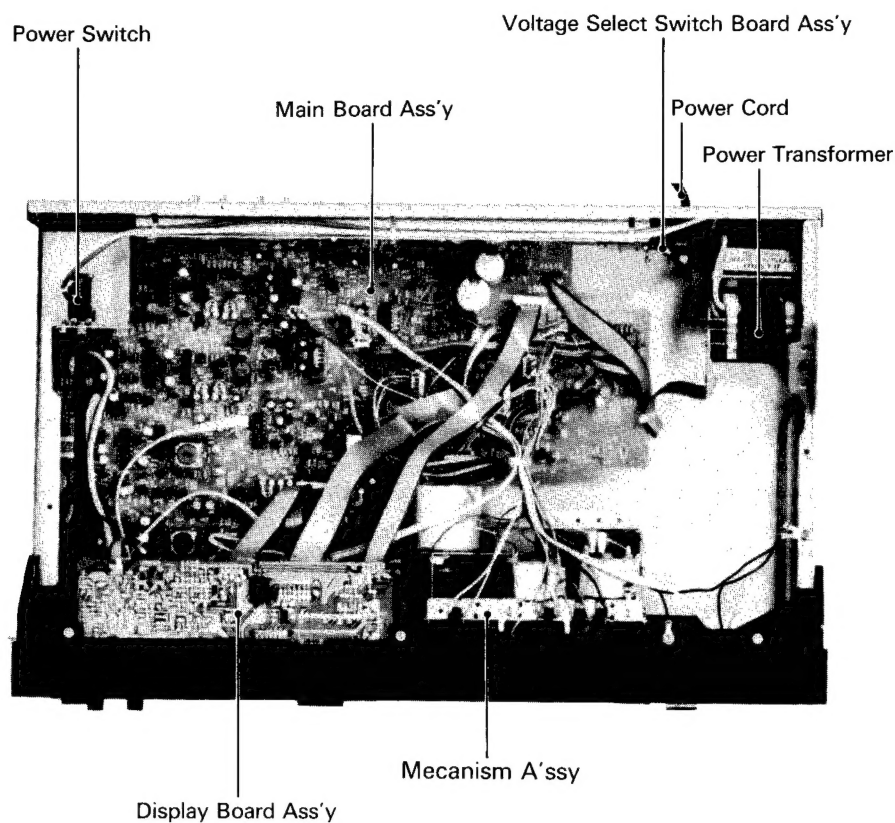 Power Switch
Voltage Select Switch Board Ass'y
Main Board Ass'y
Power Cord
Power Transformer
Mecanism A'ssy
Display Board Ass'y